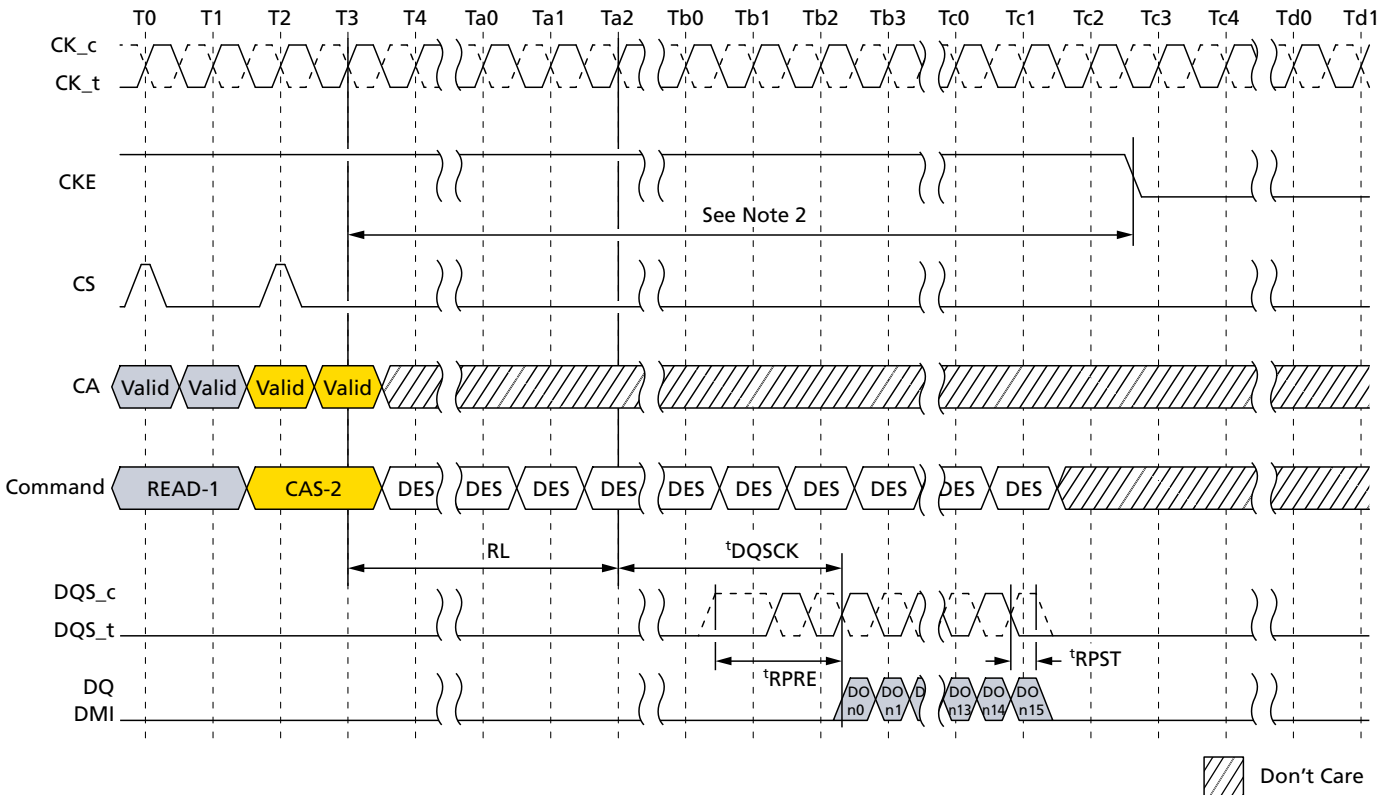 T0 T1 T2 T3 T4 Ta0 Ta1 Ta2 Tb0 Tb1 Tb2 Tb3 Tc0 Tc1 Tc2 Tc3 Tc4 Td0 Td1
CK_c
CK_t
CKE
See Note 2
CS
CA Valid Valid Valid Valid
Command READ-1 CAS-2 DES DES DES DES DES DES DES DES DES DES
RL tDQSCK
DQS_c
DQS_t
tRPRE tRPST
DQ
DMI
DO n0 DO n1 D DO n13 DO n14 DO n15
Don't Care